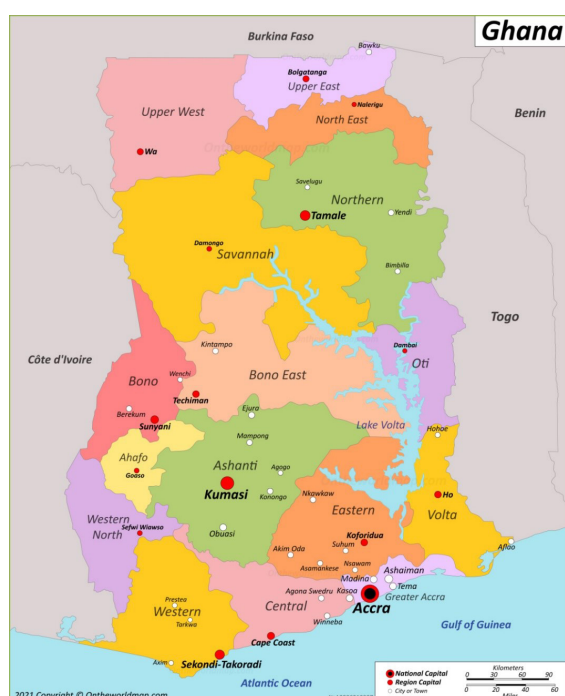 Ghana
Burkina Faso
Bawku
Bolgatanga
Upper East
Nalerigu
North East
Upper West
Benin
Wa
Savelugu
Northern
Tamale
Yendi
Damongo
Savannah
Bimbilla
Togo
Côte d'Ivoire
Kintampo
Dambai
Oti
Wenchi
Bono
Bono East
Techiman
Berekum
Sunyani
Ejura
Lake Volta
Hohoe
Mampong
Ahafo
Goaso
Ashanti
Agogo
Kumasi
Konongo
Nkawkaw
Eastern
Ho
Volta
Western
North
Sefwi Wiawso
Obuasi
Koforidua
Suhum
Akim Oda
Asamankese
Nsawam
Aflao
Madina
Ashaiman
Tema
Greater Accra
Kasoa
Agona Swedru
Accra
Prestea
Western
Tarkwa
Central
Winneba
Cape Coast
Gulf of Guinea
Sekondi-Takoradi
Axim
Atlantic Ocean
2021 Copyright © Ontheworldmap.com
National Capital
Region Capital
City or Town
Kilometers
0 30 60 90
0 20 40 60
Miles